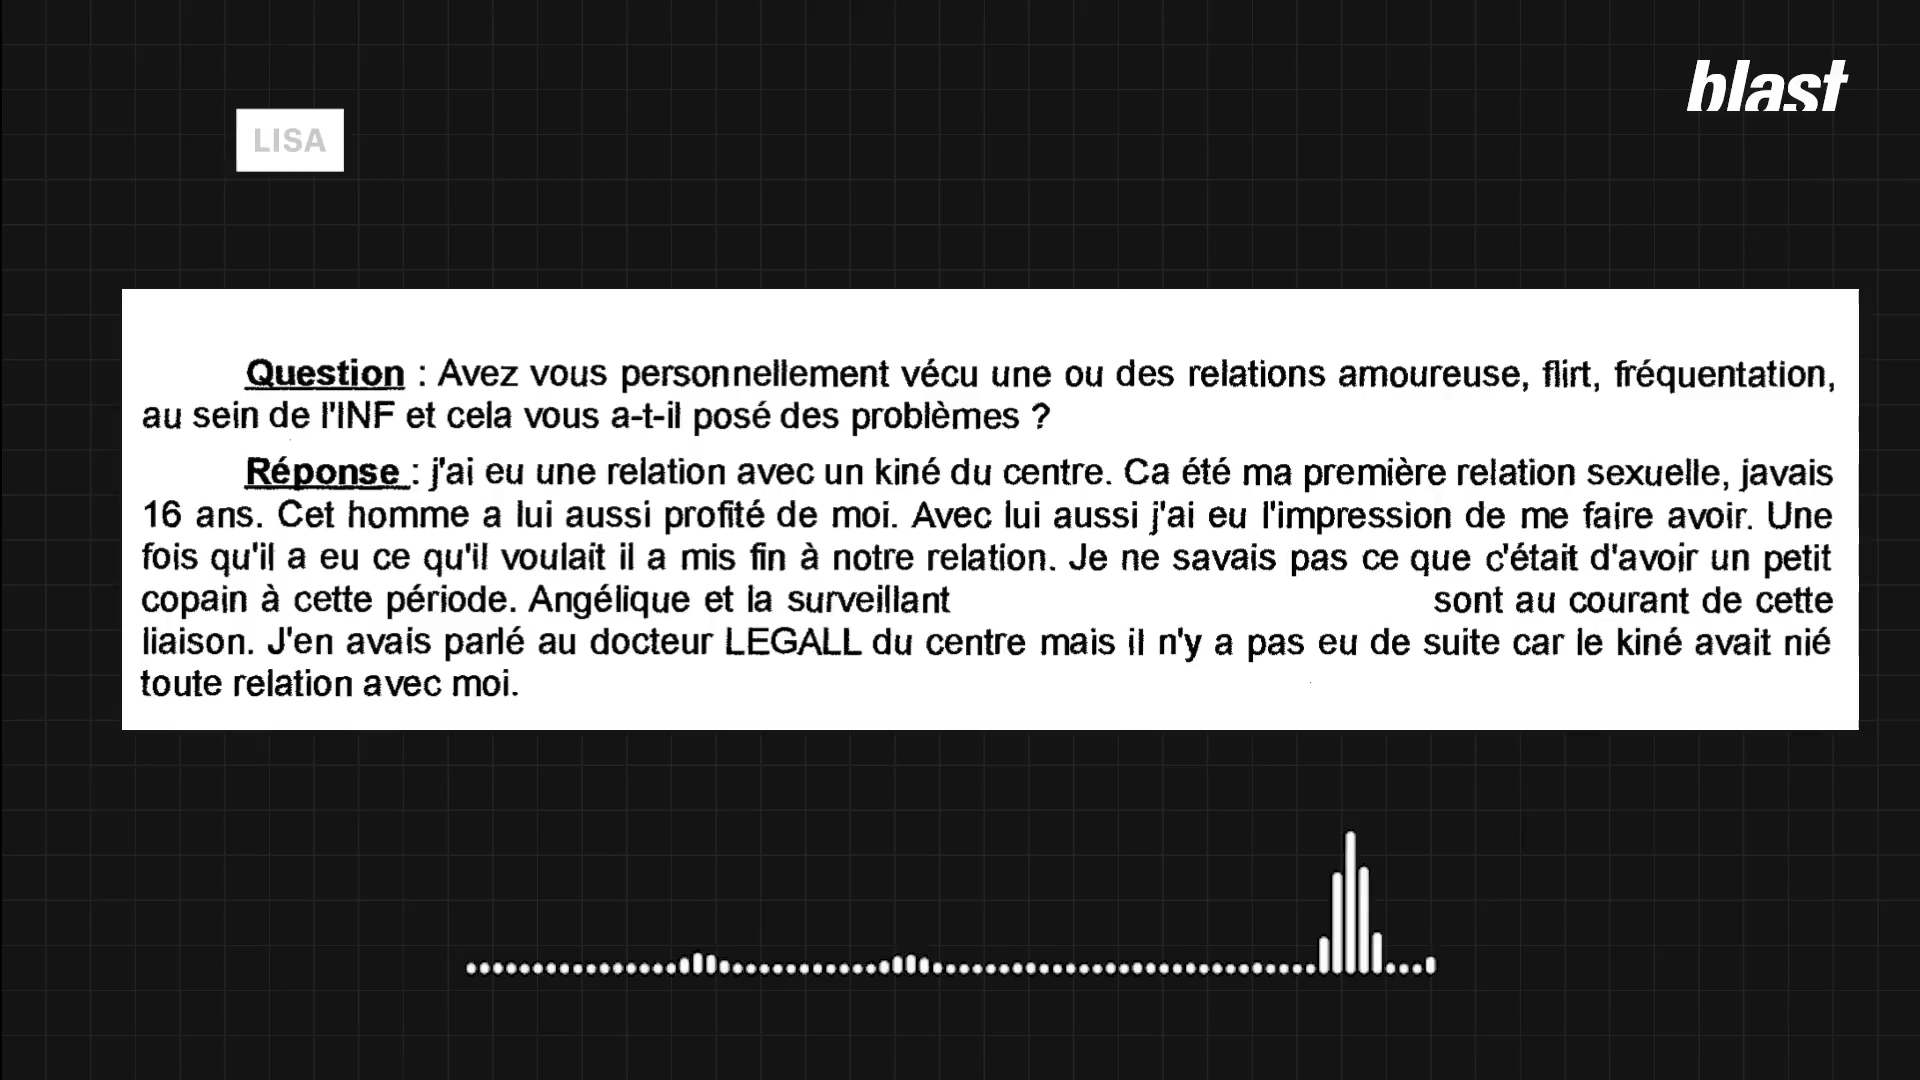 blast
LISA
Question : Avez vous personnellement vécu une ou des relations amoureuse, flirt, fréquentation,
au sein de l'INF et cela vous a-t-il posé des problèmes ?
Réponse : j'ai eu une relation avec un kiné du centre. Ca été ma première relation sexuelle, javais
16 ans. Cet homme a lui aussi profité de moi. Avec lui aussi j'ai eu l'impression de me faire avoir. Une
fois qu'il a eu ce qu'il voulait il a mis fin à notre relation. Je ne savais pas ce que c'était d'avoir un petit
copain à cette période. Angélique et la surveillant sont au courant de cette
liaison. J'en avais parlé au docteur LEGALL du centre mais il n'y a pas eu de suite car le kiné avait nié
toute relation avec moi.